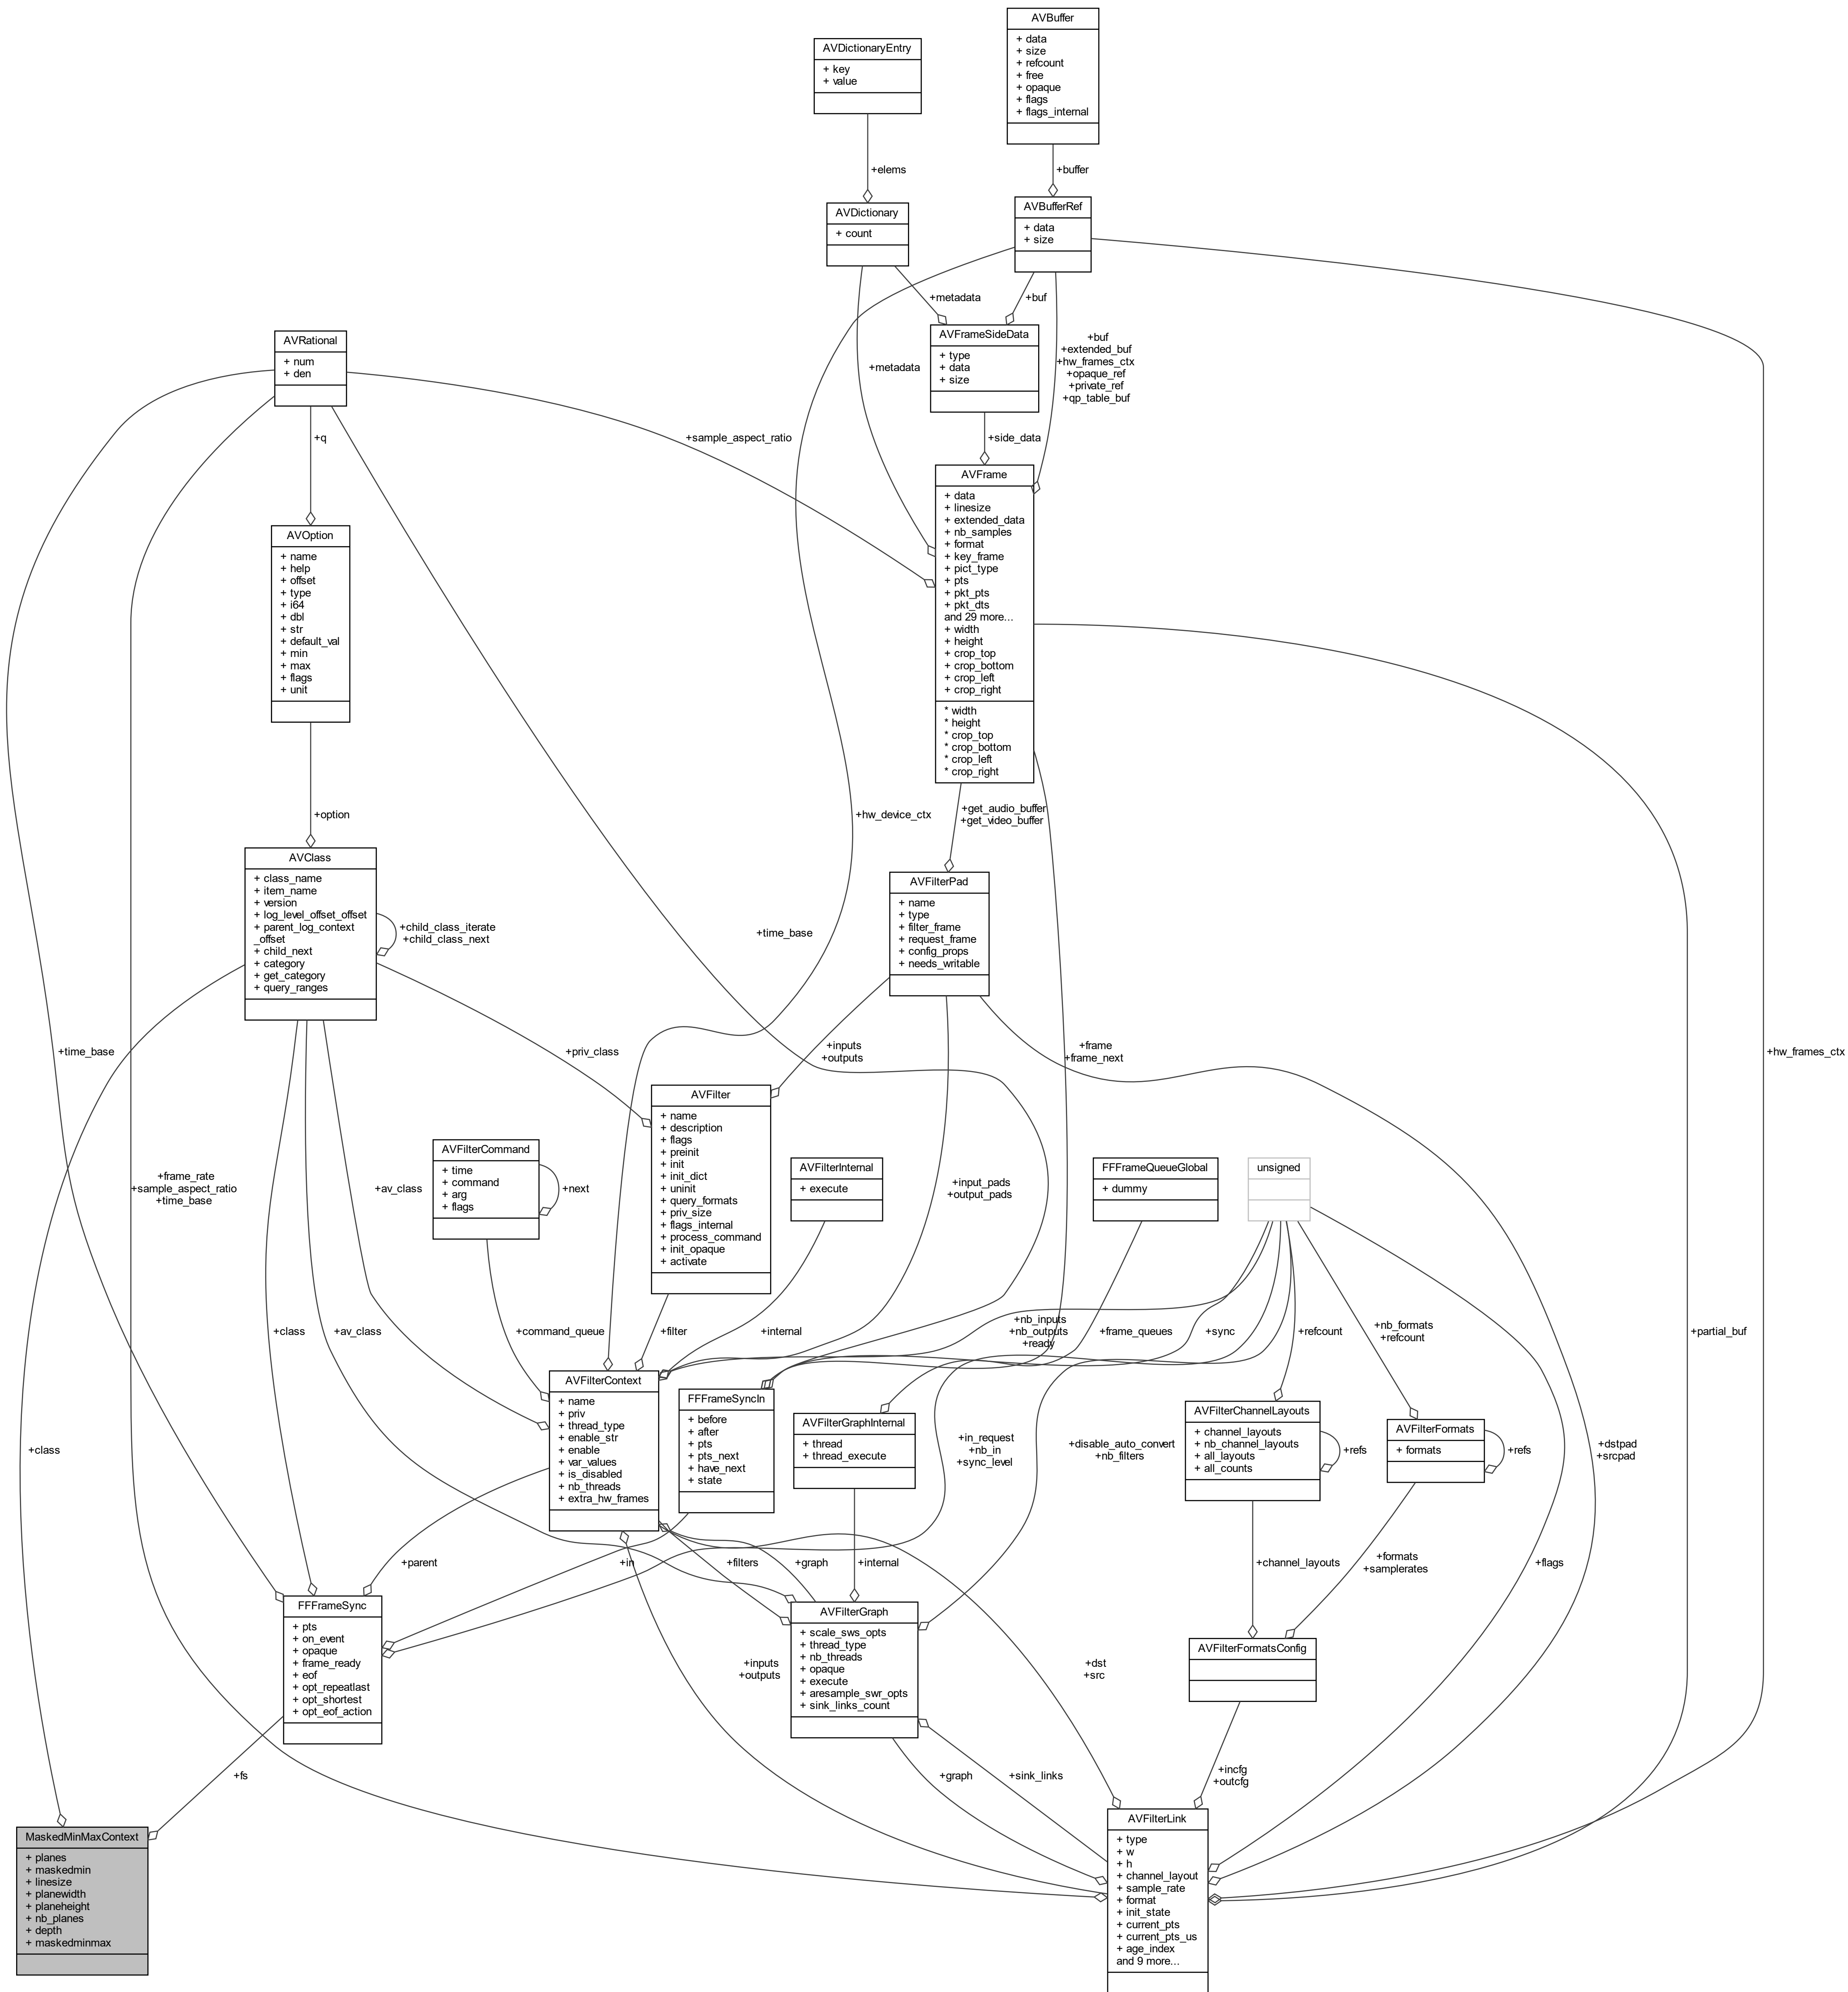 AVBuffer
+ data
+ size
+ refcount
+ free
+ opaque
+ flags
+ flags_internal
AVDictionaryEntry
+ key
+ value
+elems
+buffer
AVDictionary
+ count
AVBufferRef
+ data
+ size
+metadata
+buf
AVFrameSideData
+ type
+ data
+ size
+metadata
+buf
+extended_buf
+hw_frames_ctx
+opaque_ref
+private_ref
+qp_table_buf
AVRational
+ num
+ den
+q
+sample_aspect_ratio
+side_data
AVFrame
+ data
+ linesize
+ extended_data
+ nb_samples
+ format
+ key_frame
+ pict_type
+ pts
+ pkt_pts
+ pkt_dts
and 29 more...
+ width
+ height
+ crop_top
+ crop_bottom
+ crop_left
+ crop_right
* width
* height
* crop_top
* crop_bottom
* crop_left
* crop_right
AVOption
+ name
+ help
+ offset
+ type
+ i64
+ dbl
+ str
+ default_val
+ min
+ max
+ flags
+ unit
+option
+hw_device_ctx
+get_audio_buffer
+get_video_buffer
AVClass
+ class_name
+ item_name
+ version
+ log_level_offset_offset
+ parent_log_context
_offset
+ child_next
+ category
+ get_category
+ query_ranges
+child_class_iterate
+child_class_next
+time_base
AVFilterPad
+ name
+ type
+ filter_frame
+ request_frame
+ config_props
+ needs_writable
+time_base
+priv_class
+inputs
+outputs
+frame
+frame_next
+hw_frames_ctx
AVFilter
+ name
+ description
+ flags
+ preinit
+ init
+ init_dict
+ uninit
+ query_formats
+ priv_size
+ flags_internal
+ process_command
+ init_opaque
+ activate
AVFilterCommand
+ time
+ command
+ arg
+ flags
+next
AVFilterInternal
+ execute
FFFrameQueueGlobal
+ dummy
unsigned
+frame_rate
+sample_aspect_ratio
+time_base
+av_class
+input_pads
+output_pads
+class
+av_class
+command_queue
+filter
+internal
+nb_inputs
+nb_outputs
+ready
+frame_queues
+sync
+refcount
+nb_formats
+refcount
+partial_buf
AVFilterContext
+ name
+ priv
+ thread_type
+ enable_str
+ enable
+ var_values
+ is_disabled
+ nb_threads
+ extra_hw_frames
FFFrameSyncIn
+ before
+ after
+ pts
+ pts_next
+ have_next
+ state
AVFilterGraphInternal
+ thread
+ thread_execute
AVFilterChannelLayouts
+ channel_layouts
+ nb_channel_layouts
+ all_layouts
+ all_counts
+refs
AVFilterFormats
+ formats
+refs
+class
+in_request
+nb_in
+sync_level
+disable_auto_convert
+nb_filters
+dstpad
+srcpad
+parent
+in
+filters
+graph
+internal
+channel_layouts
+formats
+samplerates
+flags
FFFrameSync
+ pts
+ on_event
+ opaque
+ frame_ready
+ eof
+ opt_repeatlast
+ opt_shortest
+ opt_eof_action
AVFilterGraph
+ scale_sws_opts
+ thread_type
+ nb_threads
+ opaque
+ execute
+ aresample_swr_opts
+ sink_links_count
AVFilterFormatsConfig
+inputs
+outputs
+dst
+src
+fs
+graph
+sink_links
+incfg
+outcfg
MaskedMinMaxContext
+ planes
+ maskedmin
+ linesize
+ planewidth
+ planeheight
+ nb_planes
+ depth
+ maskedminmax
AVFilterLink
+ type
+ w
+ h
+ channel_layout
+ sample_rate
+ format
+ init_state
+ current_pts
+ current_pts_us
+ age_index
and 9 more...